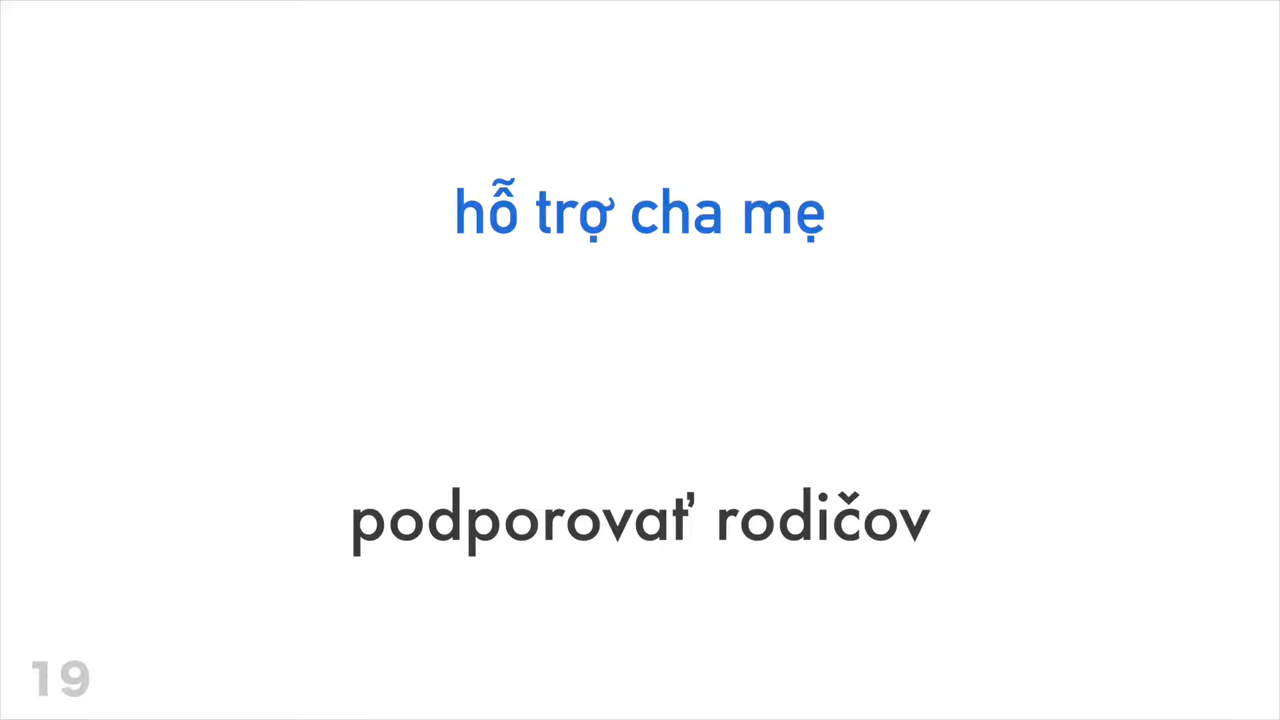 hỗ trợ cha mẹ
podporovať rodičov
19